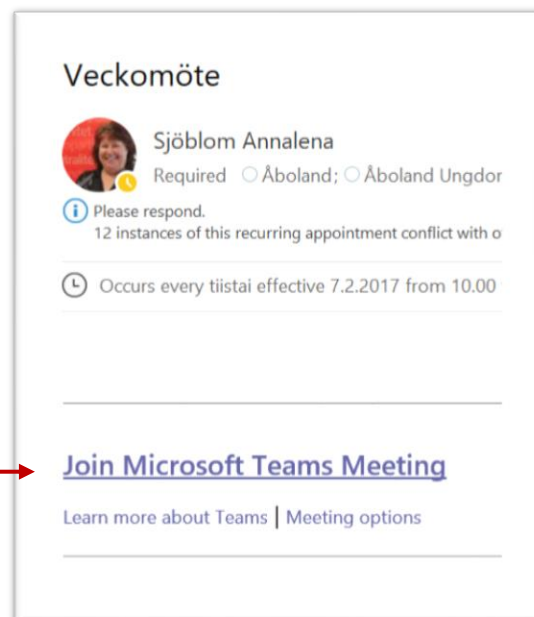 Veckomöte
Sjöblom Annalena
Required Åboland; Åboland Ungdor
Please respond.
12 instances of this recurring appointment conflict with o
Occurs every tiistai effective 7.2.2017 from 10.00
Join Microsoft Teams Meeting
Learn more about Teams | Meeting options